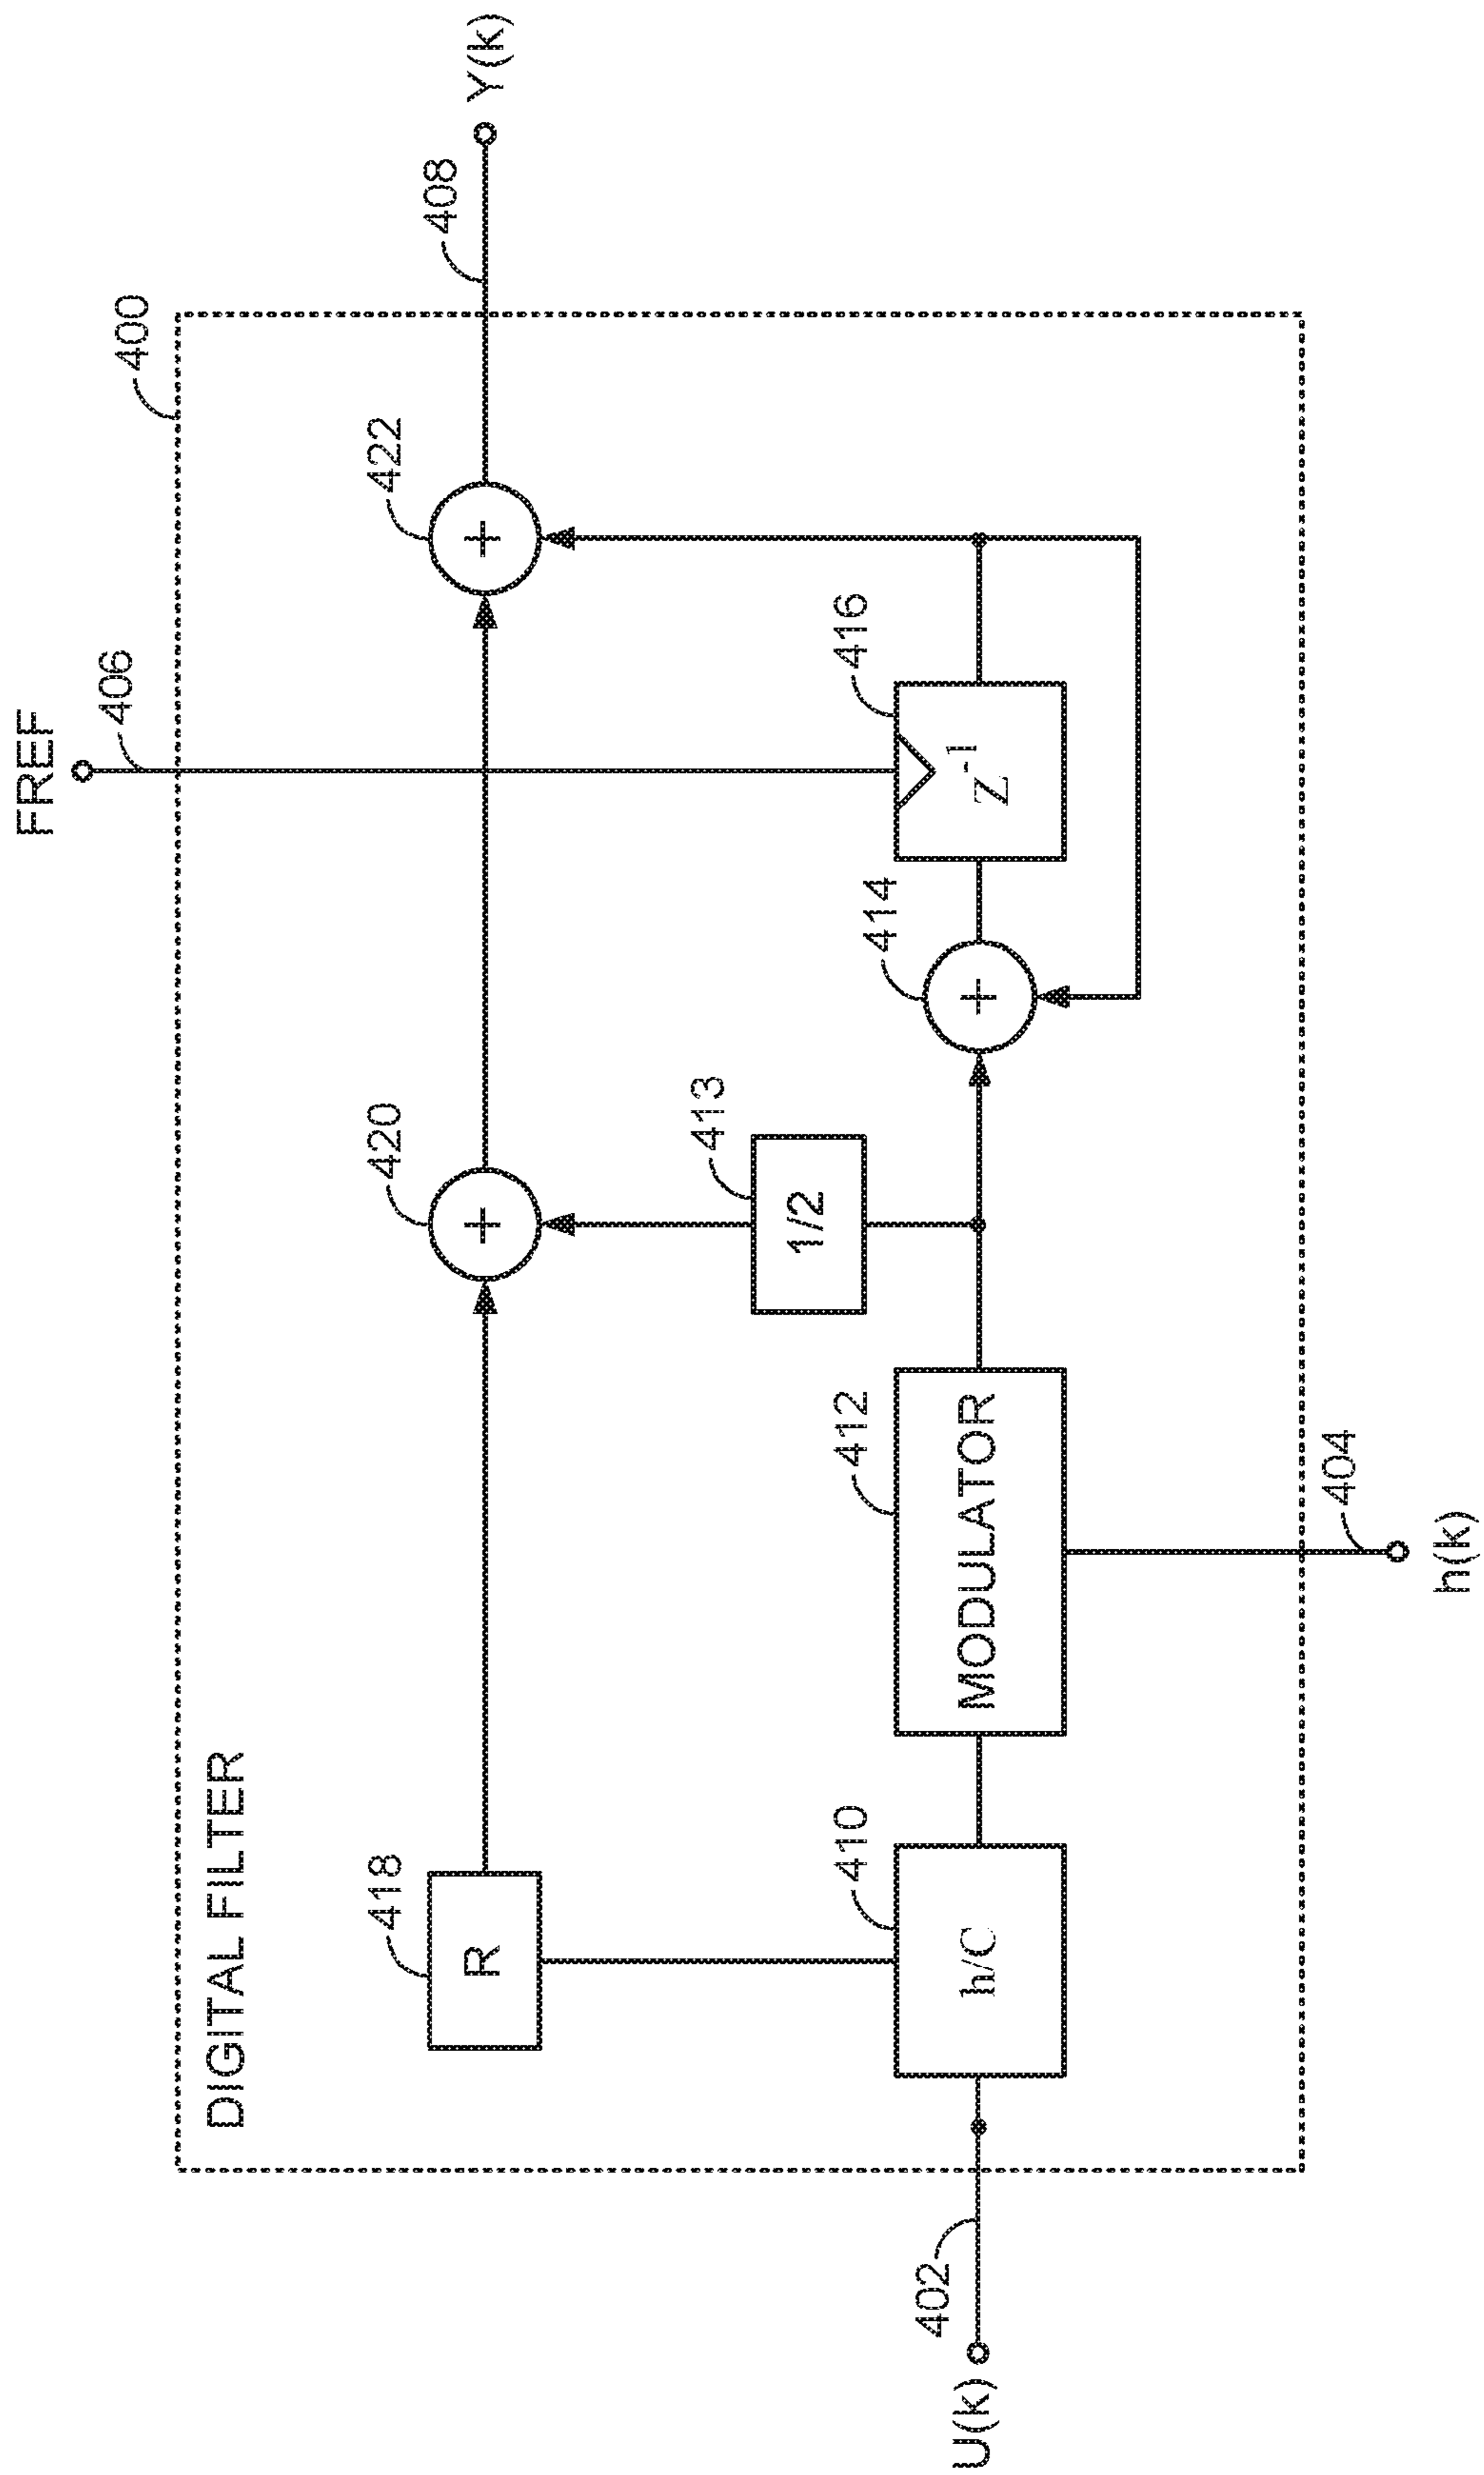 FREF
406
400
DIGITAL FILTER
418
R
420
+
422
+
408
Y(k)
413
1/2
U(k)
402
410
h/C
412
MODULATOR
414
+
416
Z⁻¹
404
h(k)